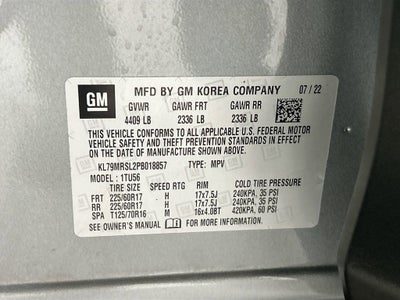 GM
MFD BY GM KOREA COMPANY 07/22
GVWR GAWR FRT GAWR RR
4409 LB 2336 LB 2336 LB
THIS VEHICLE CONFORMS TO ALL APPLICABLE U.S. FEDERAL MOTOR
VEHICLE SAFETY AND THEFT PREVENTION STANDARDS IN EFFECT
ON THE DATE OF MANUFACTURE SHOWN ABOVE.
KL79MRSL2PB018857 TYPE: MPV
MODEL: 1TU56
TIRE SIZE SPEED RTG RIM COLD TIRE PRESSURE
FRT 225/60R17 H 17x7.5J 240KPA, 35 PSI
RR 225/60R17 H 17x7.5J 240KPA, 35 PSI
SPA T125/70R16 M 16x4.0BT 420KPA, 60 PSI
SEE OWNER'S MANUAL FOR MORE INFORMATION